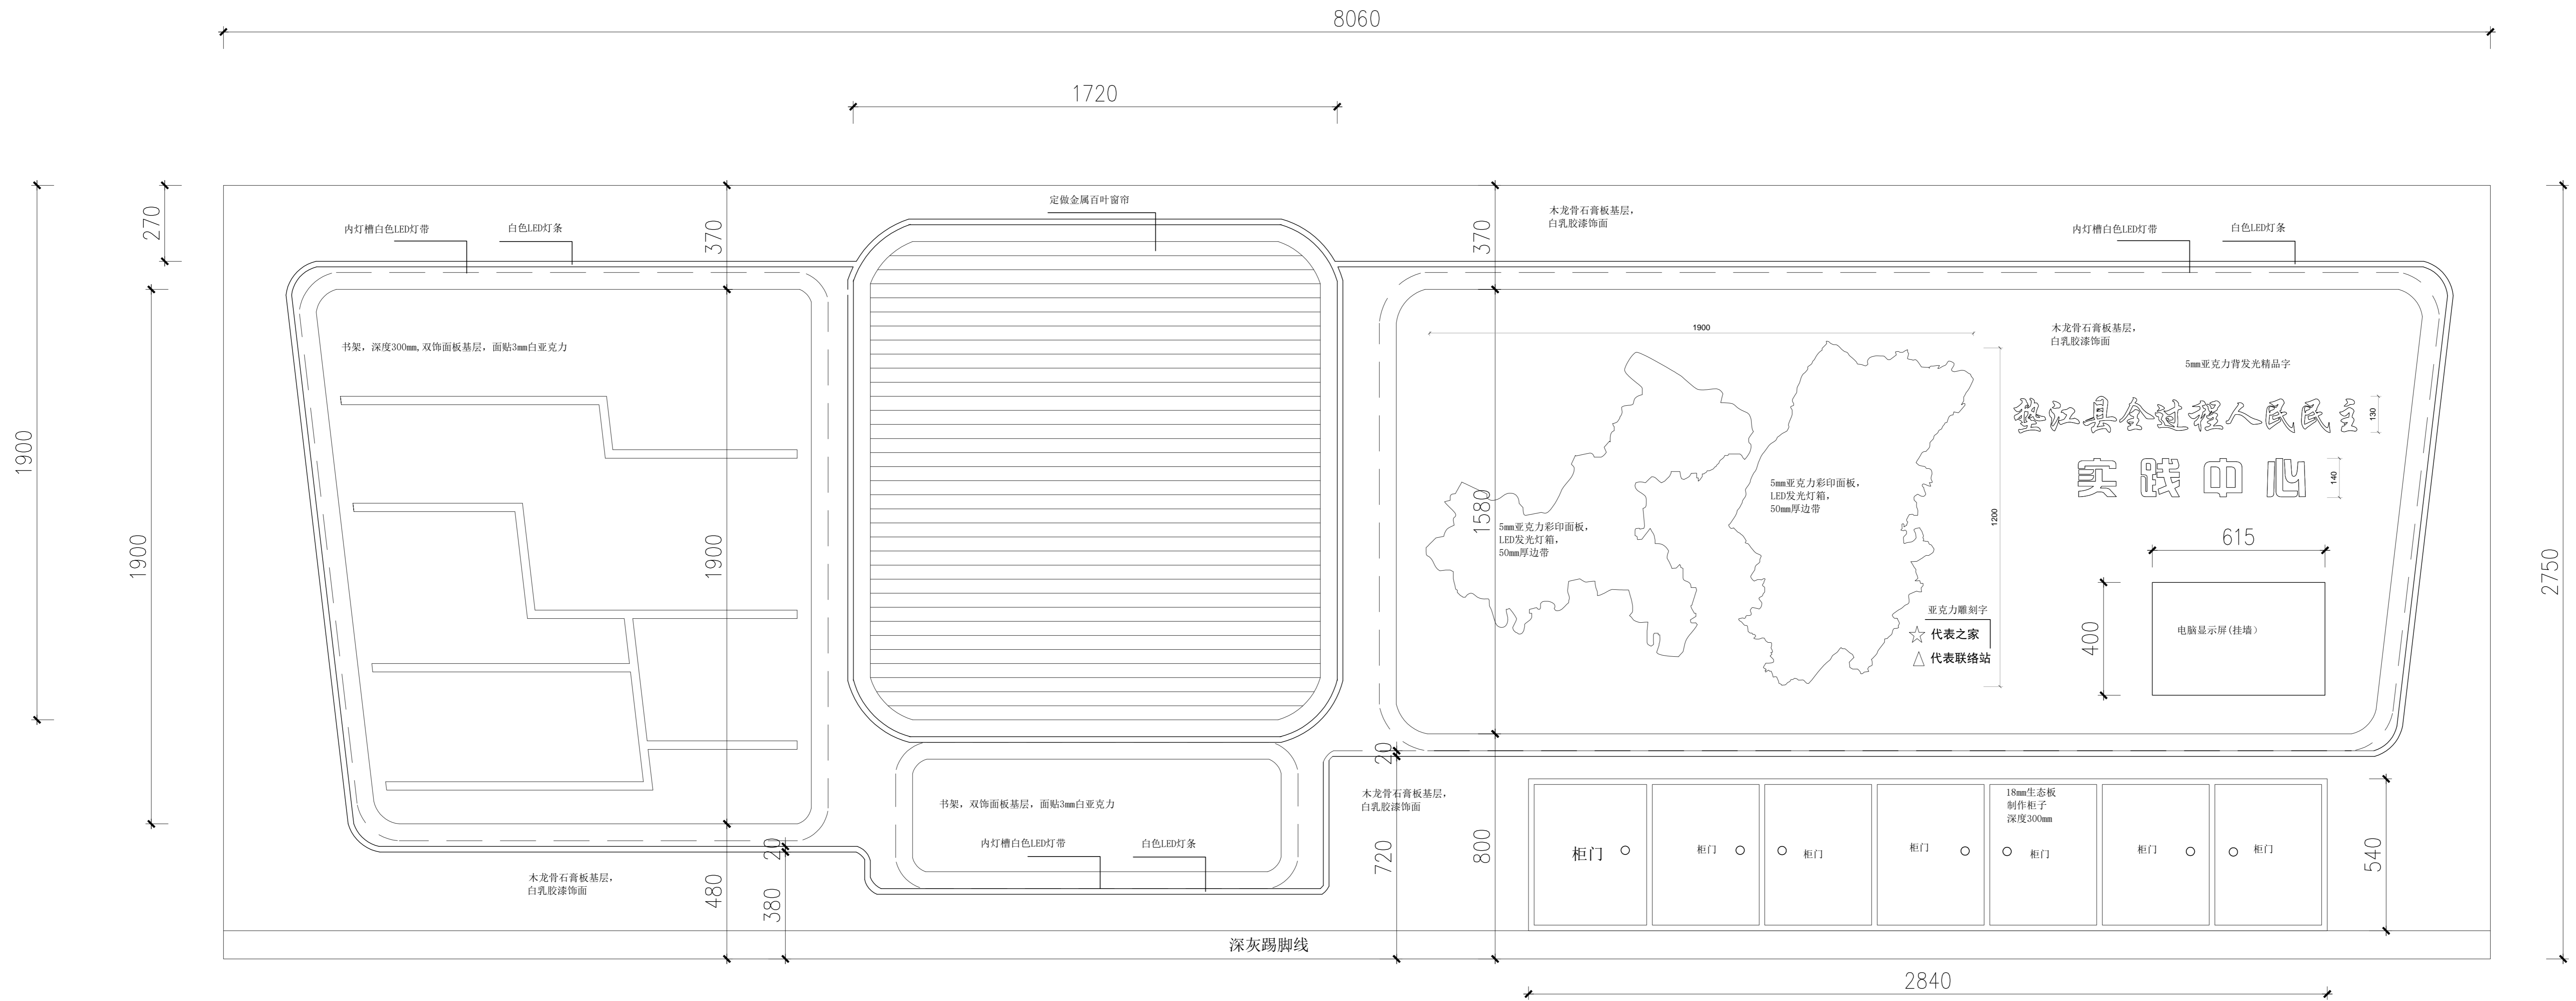 8060
1720
270
370
370
1900
1900
1900
2750
定做金属百叶窗帘
内灯槽白色LED灯带
白色LED灯条
木龙骨石膏板基层，
白乳胶漆饰面
内灯槽白色LED灯带
白色LED灯条
书架，深度300mm,双饰面板基层，面贴3mm白亚克力
1900
木龙骨石膏板基层，
白乳胶漆饰面
5mm亚克力背发光精品字
垫江县全过程人民民主
130
实践中心
140
5mm亚克力彩印面板，
LED发光灯箱，
50mm厚边带
1580
5mm亚克力彩印面板，
LED发光灯箱，
50mm厚边带
1200
615
400
电脑显示屏(挂墙）
亚克力雕刻字
代表之家
代表联络站
20
木龙骨石膏板基层，
白乳胶漆饰面
书架，双饰面板基层，面贴3mm白亚克力
内灯槽白色LED灯带
白色LED灯条
18mm生态板
制作柜子
深度300mm
柜门
柜门
柜门
柜门
柜门
柜门
柜门
20
480
380
720
800
540
木龙骨石膏板基层，
白乳胶漆饰面
深灰踢脚线
2840